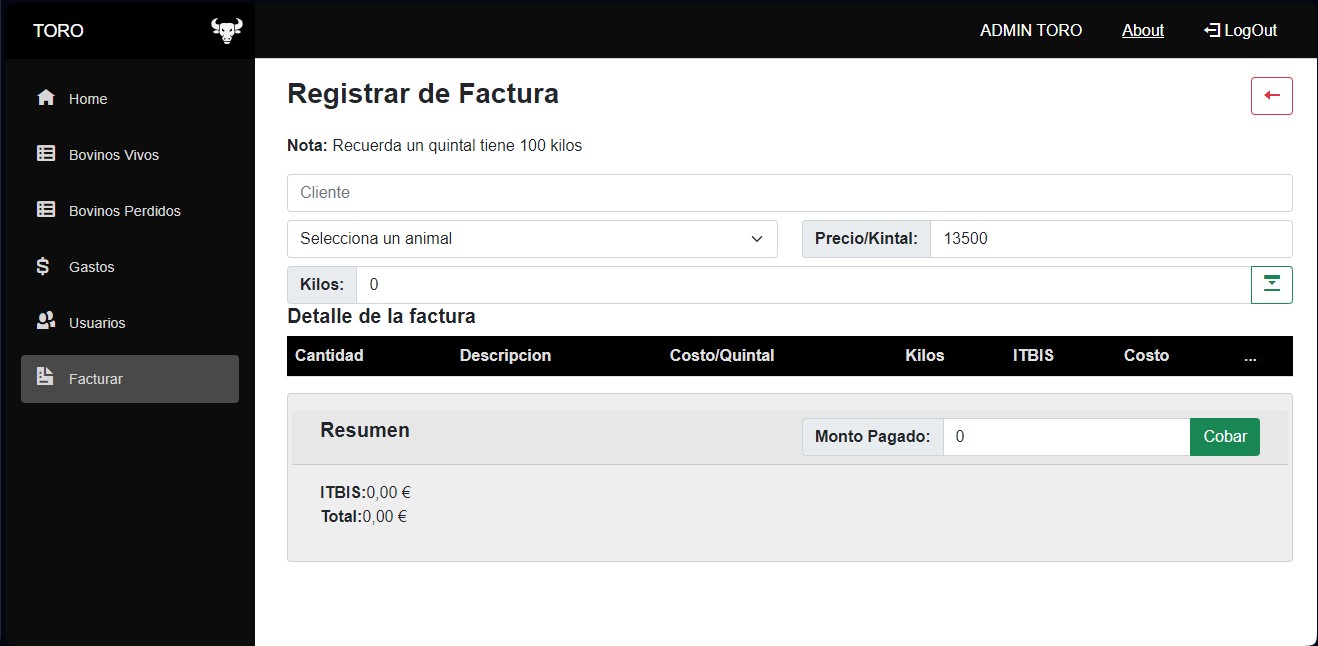 TORO
ADMIN TORO About LogOut
Home
Bovinos Vivos
Bovinos Perdidos
Gastos
Usuarios
Facturar
Registrar de Factura
Nota: Recuerda un quintal tiene 100 kilos
Cliente
Selecciona un animal
Precio/Kintal: 13500
Kilos: 0
Detalle de la factura
Cantidad Descripcion Costo/Quintal Kilos ITBIS Costo ...
Resumen
Monto Pagado: 0 Cobar
ITBIS:0,00 €
Total:0,00 €